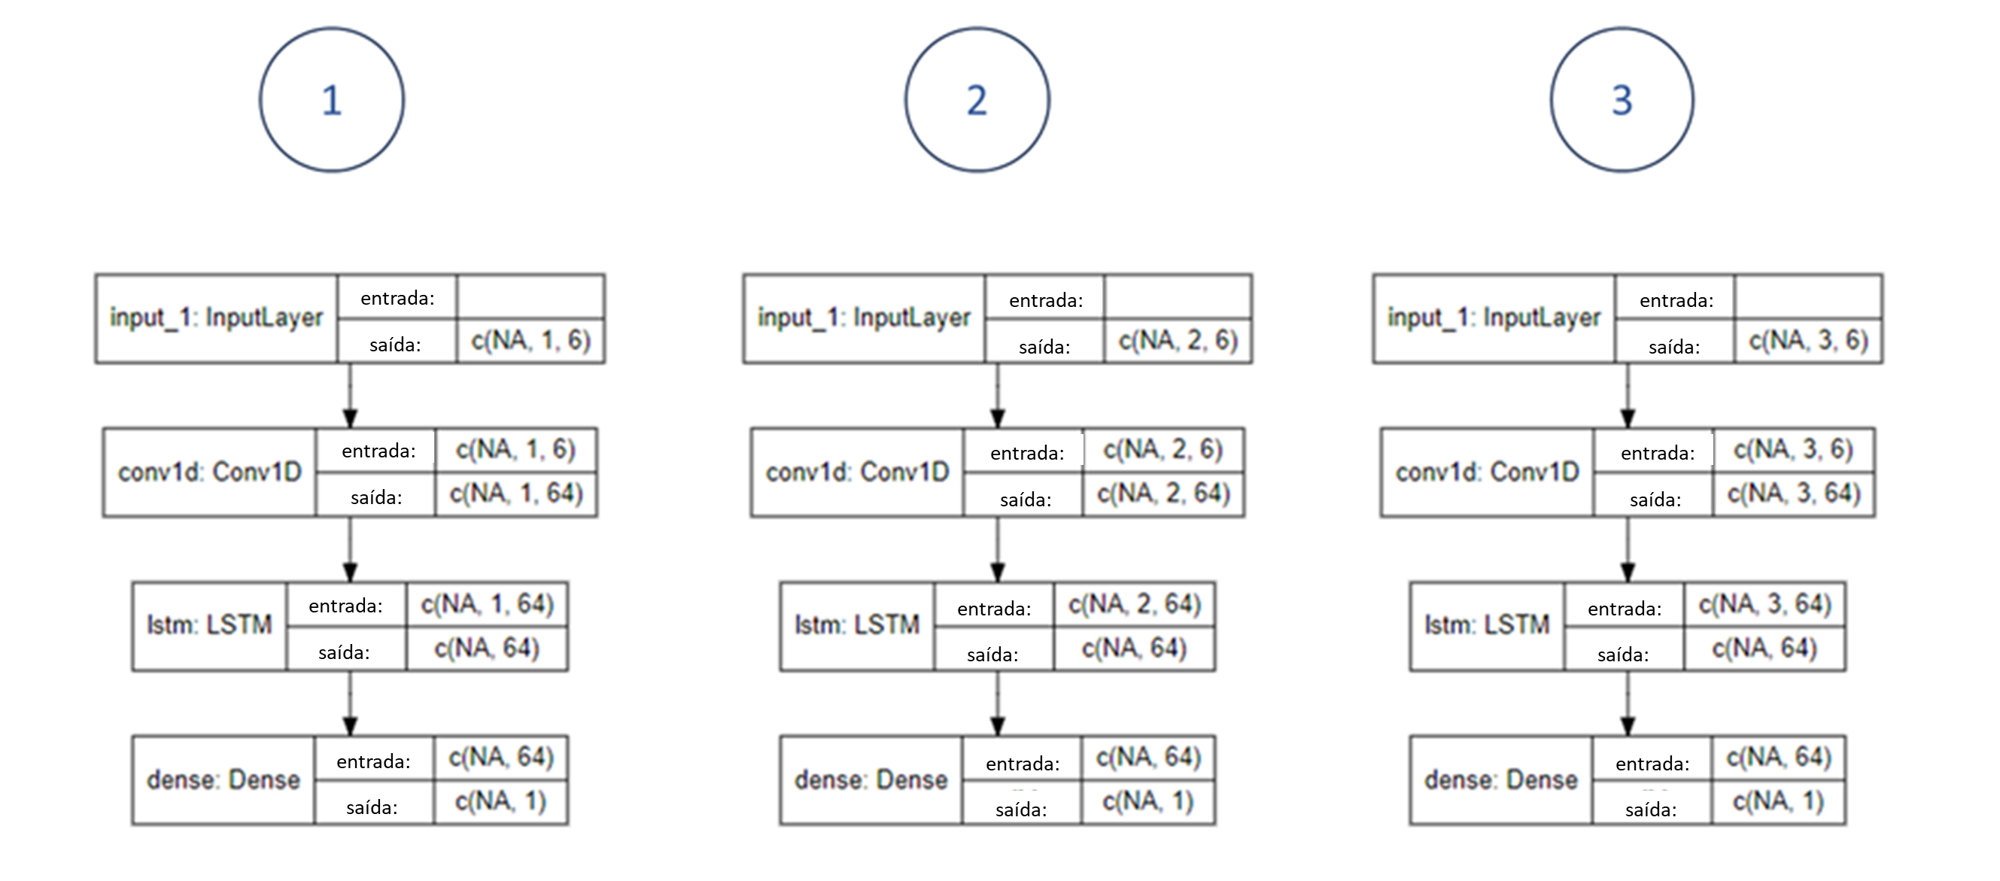 1
input_1: InputLayer
entrada:
saída:
c(NA, 1, 6)
conv1d: Conv1D
entrada:
c(NA, 1, 6)
saída:
c(NA, 1, 64)
lstm: LSTM
entrada:
c(NA, 1, 64)
saída:
c(NA, 64)
dense: Dense
entrada:
c(NA, 64)
saída:
c(NA, 1)
2
input_1: InputLayer
entrada:
saída:
c(NA, 2, 6)
conv1d: Conv1D
entrada:
c(NA, 2, 6)
saída:
c(NA, 2, 64)
lstm: LSTM
entrada:
c(NA, 2, 64)
saída:
c(NA, 64)
dense: Dense
entrada:
c(NA, 64)
saída:
c(NA, 1)
3
input_1: InputLayer
entrada:
saída:
c(NA, 3, 6)
conv1d: Conv1D
entrada:
c(NA, 3, 6)
saída:
c(NA, 3, 64)
lstm: LSTM
entrada:
c(NA, 3, 64)
saída:
c(NA, 64)
dense: Dense
entrada:
c(NA, 64)
saída:
c(NA, 1)